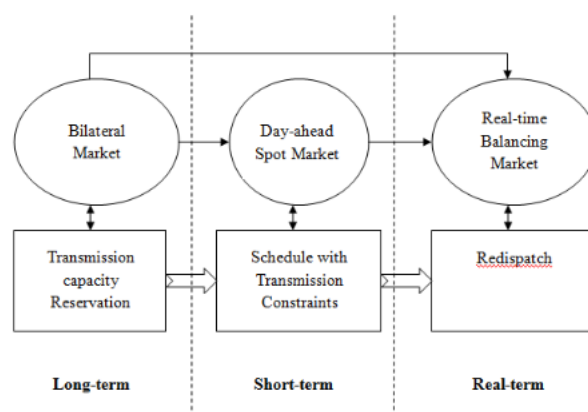 Bilateral
Market
Day-ahead
Spot Market
Real-time
Balancing
Market
Transmission
capacity
Reservation
Schedule with
Transmission
Constraints
Redispatch
Long-term
Short-term
Real-term